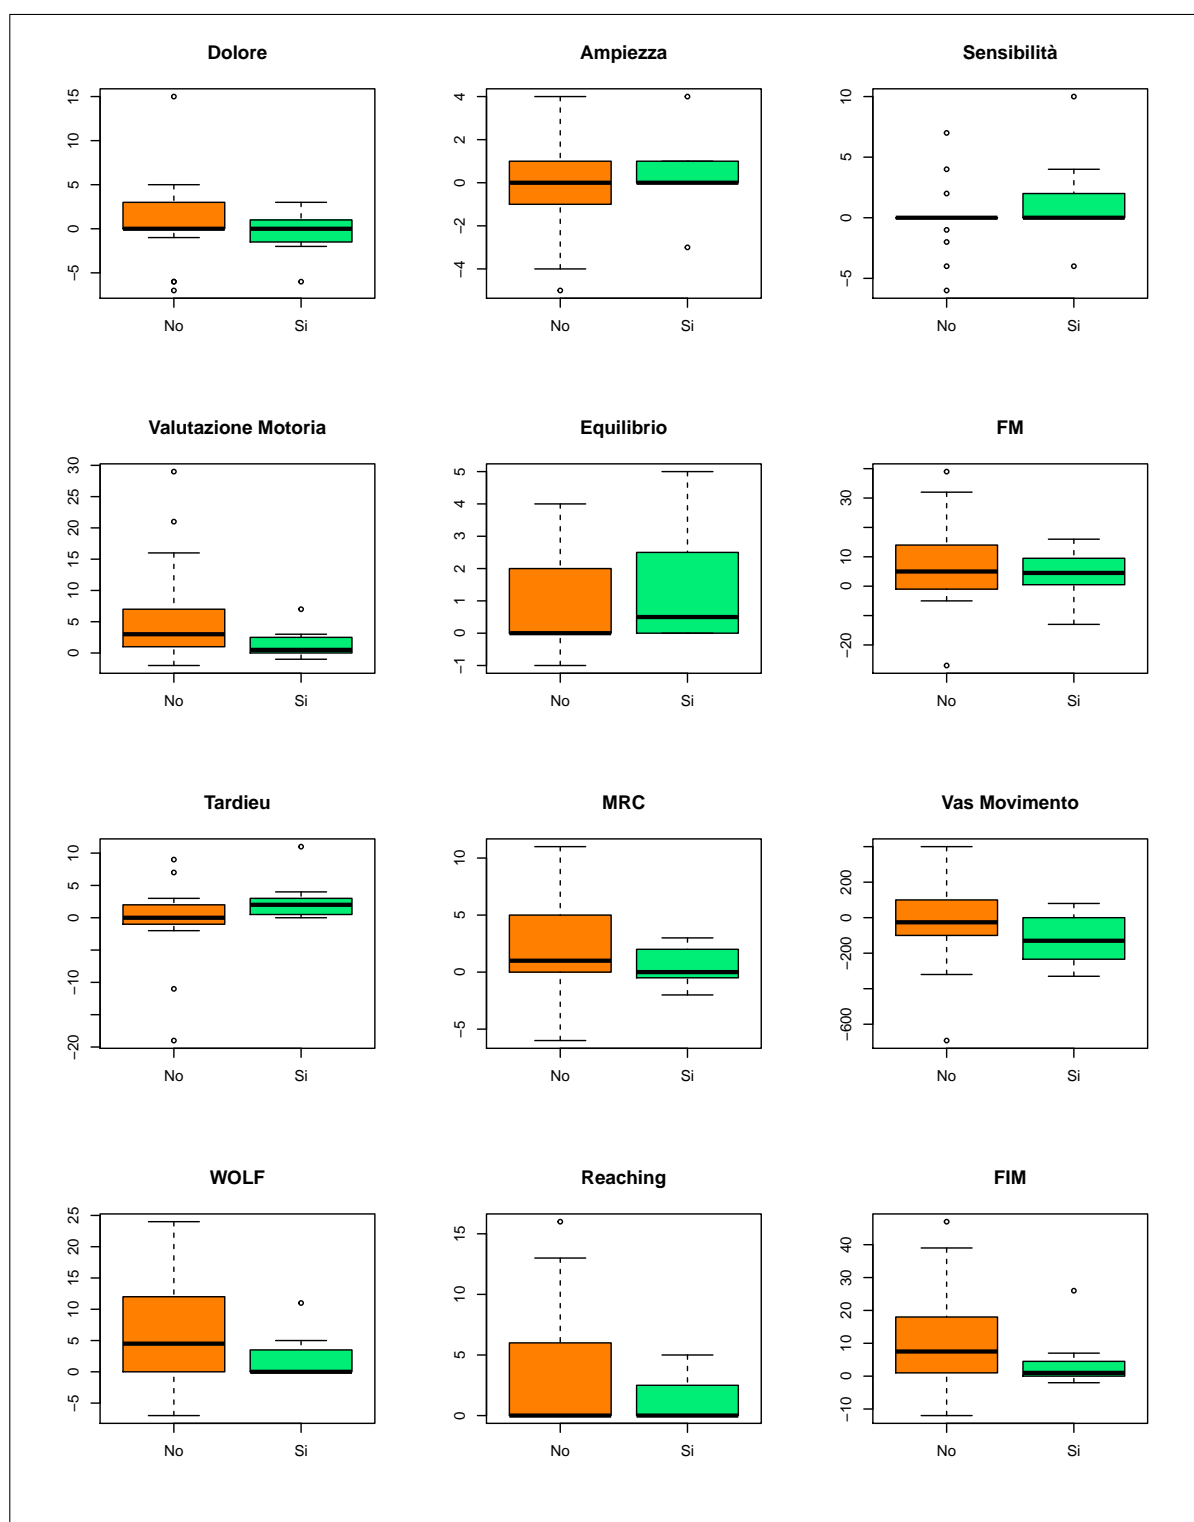 Dolore Ampiezza Sensibilità
15 10 5 0 −5
No Si
4 2 0 −2 −4
No Si
10 5 0 −5
No Si
Valutazione Motoria Equilibrio FM
30 25 20 15 10 5 0
No Si
5 4 3 2 1 0 −1
No Si
30 10 0 −20
No Si
Tardieu MRC Vas Movimento
10 5 0 −10 −20
No Si
10 5 0 −5
No Si
200 0 −200 −600
No Si
WOLF Reaching FIM
25 20 15 10 5 0 −5
No Si
15 10 5 0
No Si
40 30 20 10 0 −10
No Si